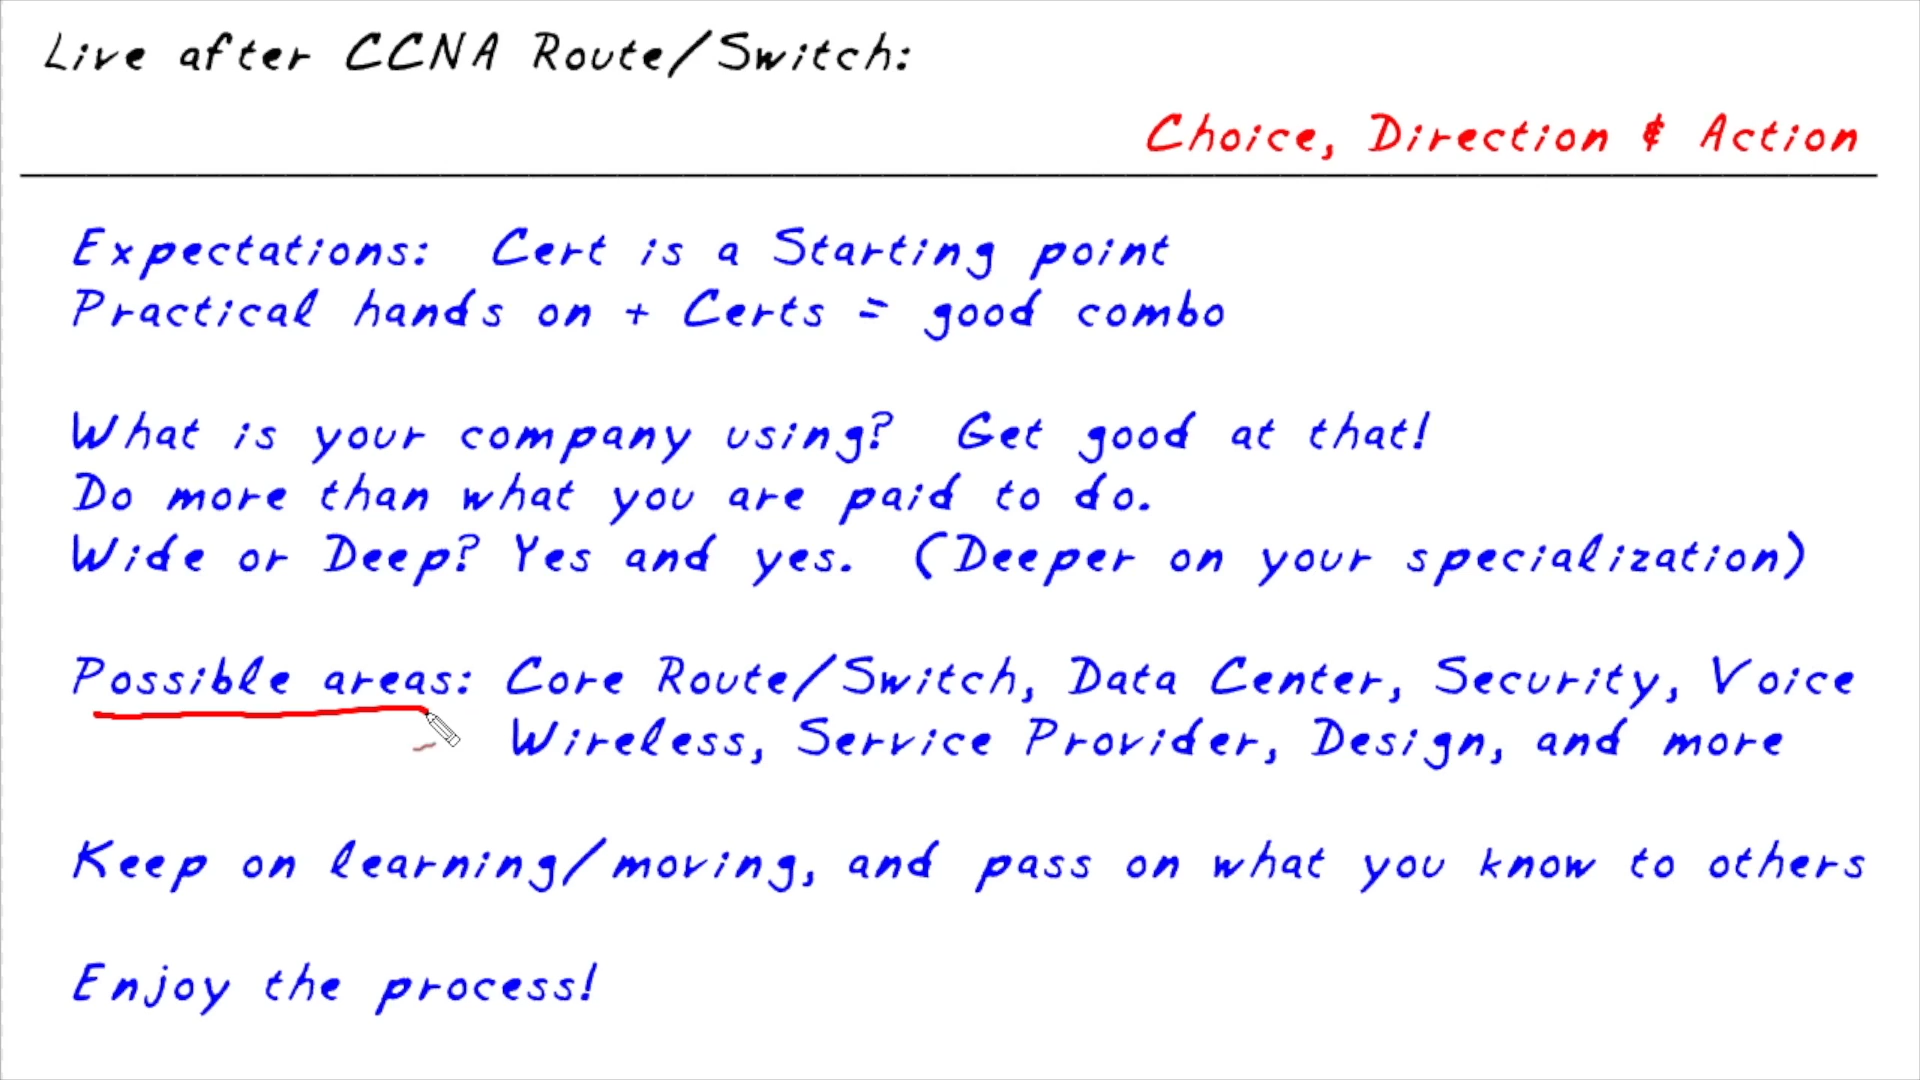 Live after CCNA Route/Switch:
Choice, Direction & Action
Expectations: Cert is a Starting point
Practical hands on + Certs = good combo
What is your company using? Get good at that!
Do more than what you are paid to do.
Wide or Deep? Yes and yes. (Deeper on your specialization)
Possible areas: Core Route/Switch, Data Center, Security, Voice
Wireless, Service Provider, Design, and more
Keep on learning/moving, and pass on what you know to others
Enjoy the process!